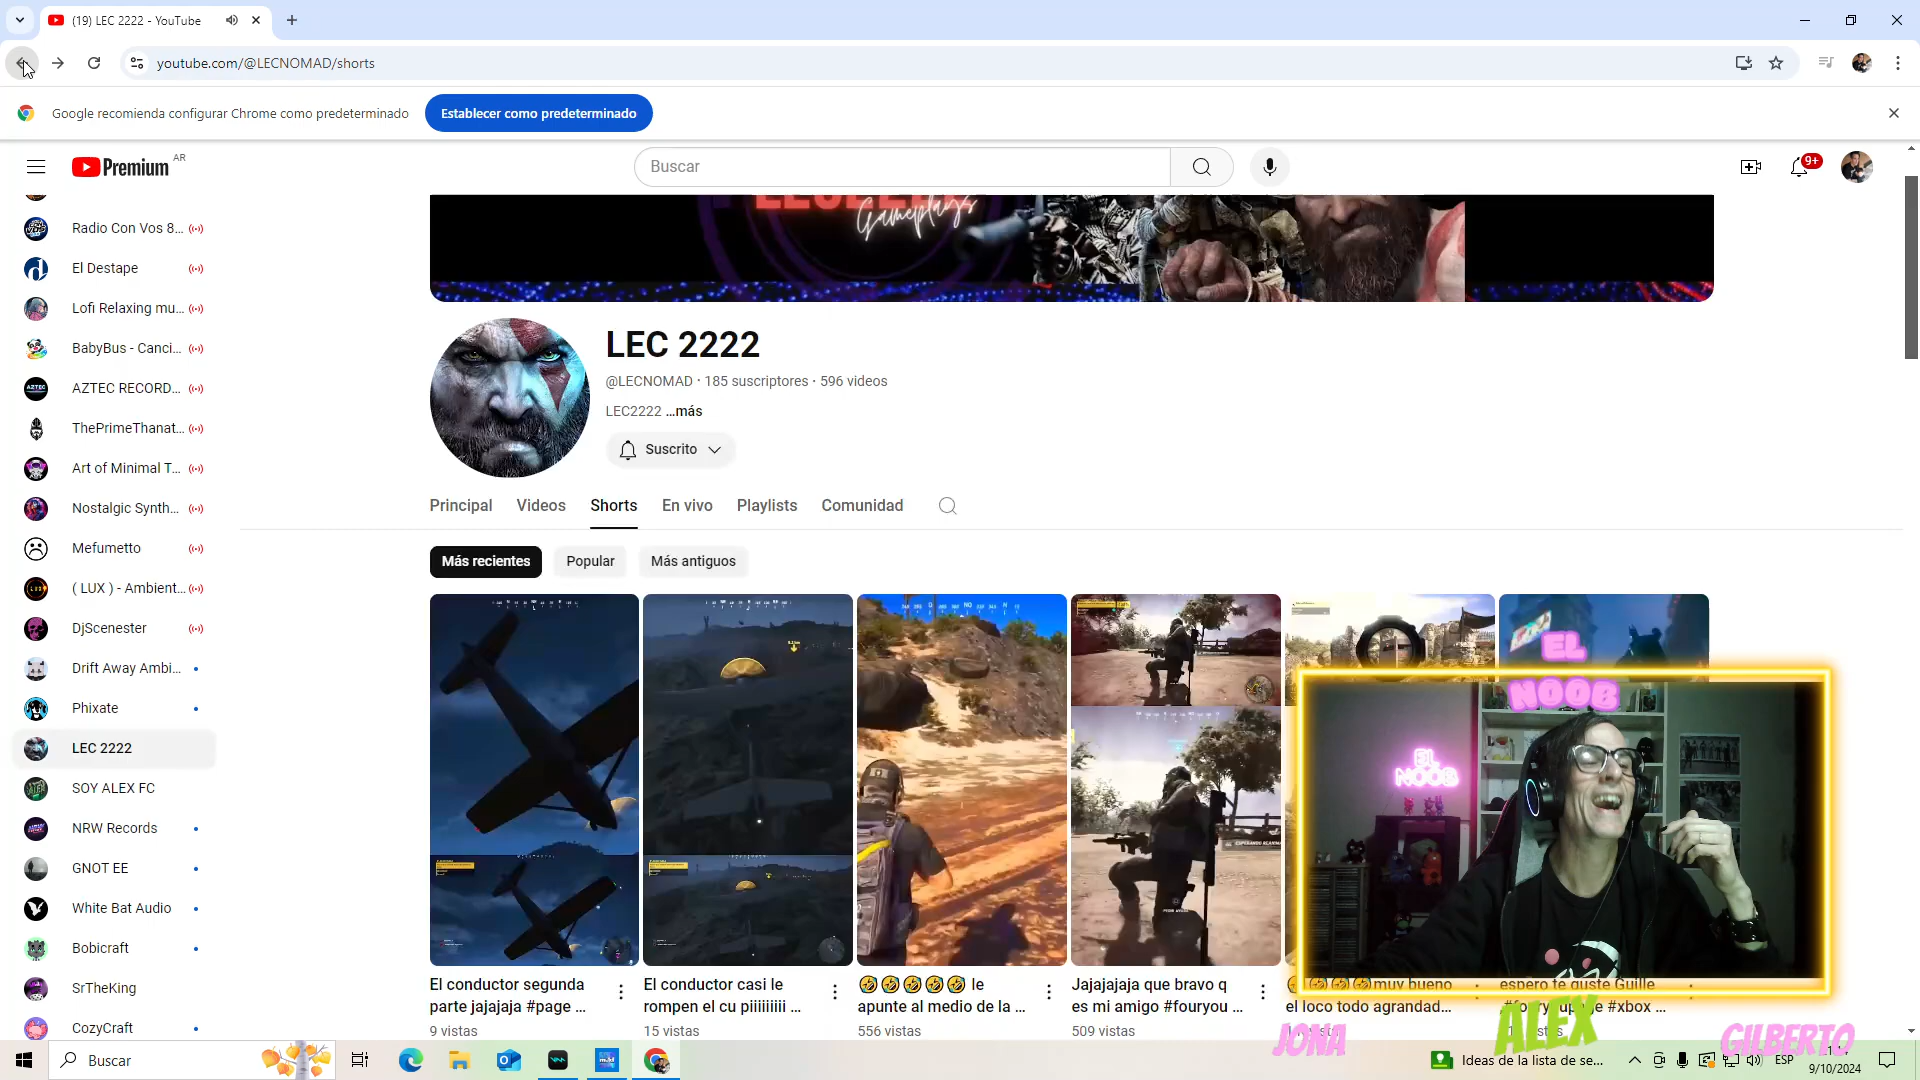 (19) LEC 2222 - YouTube
youtube.com/@LECNOMAD/shorts
Google recomienda configurar Chrome como predeterminado
Establecer como predeterminado
Premium AR
Buscar
9+
Radio Con Vos 8...
El Destape
Lofi Relaxing mu...
BabyBus - Canci...
AZTEC RECORD...
ThePrimeThanat...
Art of Minimal T...
Nostalgic Synth...
Mefumetto
( LUX ) - Ambient...
DjScenester
Drift Away Ambi...
Phixate
LEC 2222
SOY ALEX FC
NRW Records
GNOT EE
White Bat Audio
Bobicraft
SrTheKing
CozyCraft
Gameplays
LEC 2222
@LECNOMAD · 185 suscriptores · 596 videos
LEC2222 ...más
Suscrito
Principal
Videos
Shorts
En vivo
Playlists
Comunidad
Más recientes
Popular
Más antiguos
El conductor segunda
parte jajajaja #page ...
9 vistas
El conductor casi le
rompen el cu piiiiiiiii ...
15 vistas
🤣🤣🤣🤣🤣 le
apunte al medio de la ...
556 vistas
Jajajajaja que bravo q
es mi amigo #fouryou ...
509 vistas
muy bueno
el loco todo agrandad...
espero te guste Guille
EL
NOOB
EL
NOOB
JONA
ALEX
GILBERTO
Buscar
Ideas de la lista de se...
ESP
9/10/2024